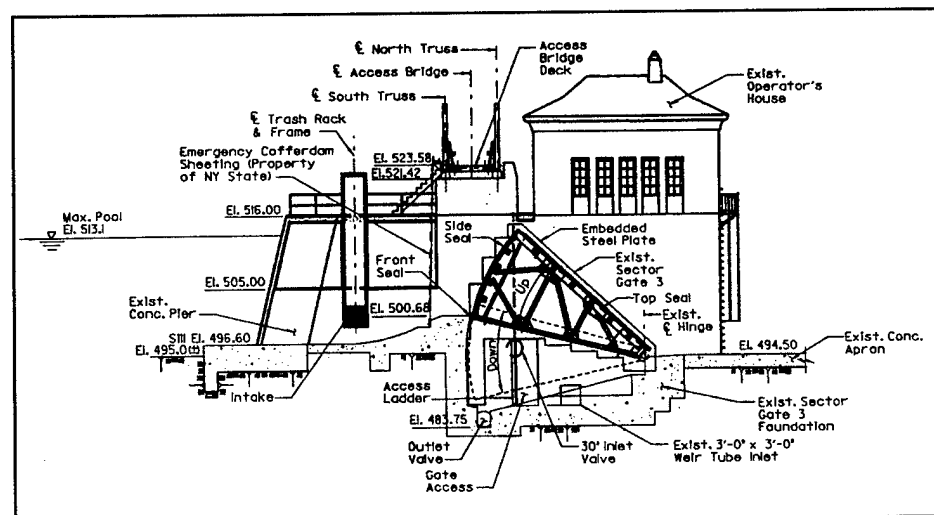 ℄ North Truss
℄ Access Bridge
℄ South Truss
℄ Trash Rack
& Frame
Emergency Cofferdam
Sheeting (Property
of NY State)
Access
Bridge
Deck
Exist.
Operator's
House
El. 523.58
El. 521.42
El. 516.00
Max. Pool
El. 513.1
Side
Seal
Embedded
Steel Plate
Front
Seal
Exist.
Sector
Gate 3
Up
El. 505.00
Top Seal
Exist.
Conc. Pier
El. 500.68
Exist.
℄ Hinge
Sill El. 496.60
El. 495.0(±)
El. 494.50
Exist. Conc.
Apron
Down
Intake
Access
Ladder
El. 483.75
Exist. Sector
Gate 3
Foundation
Outlet
Valve
Gate
Access
30" Inlet
Valve
Exist. 3'-0" x 3'-0"
Weir Tube Inlet